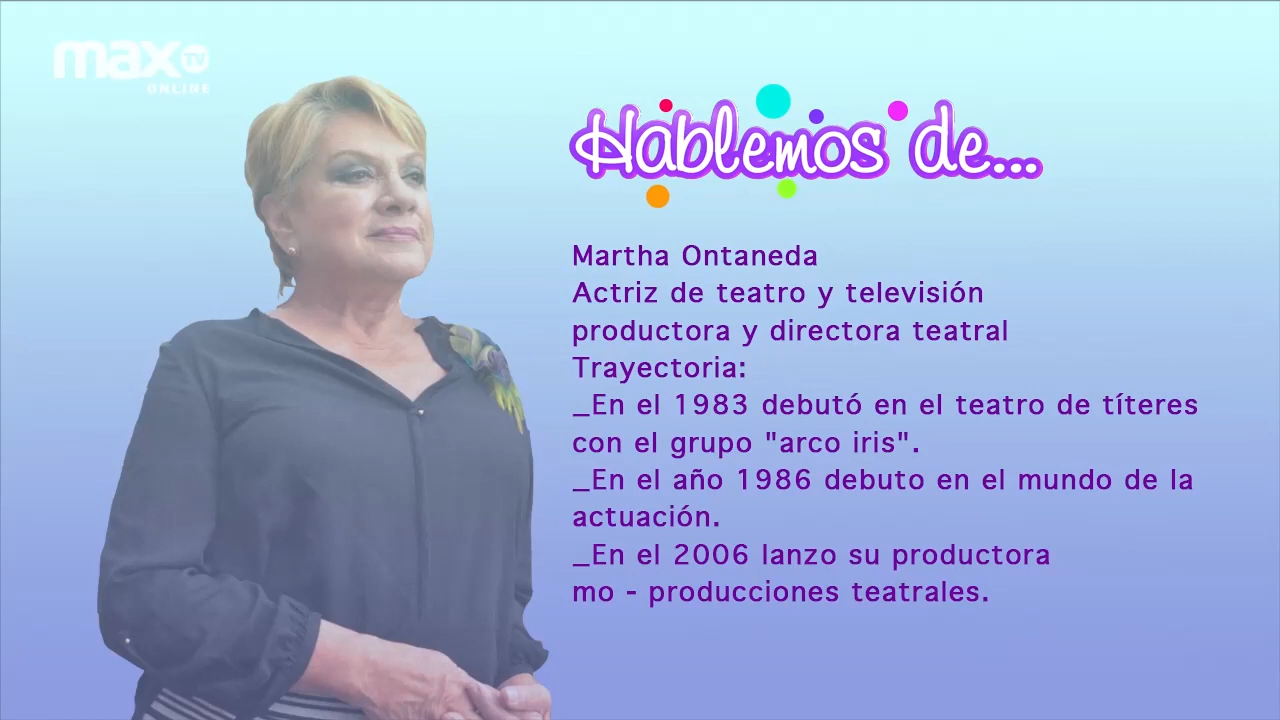 max TV
ONLINE
Hablemos de...
Martha Ontaneda
Actriz de teatro y televisión
productora y directora teatral
Trayectoria:
_En el 1983 debutó en el teatro de títeres
con el grupo "arco iris".
_En el año 1986 debuto en el mundo de la
actuación.
_En el 2006 lanzo su productora
mo - producciones teatrales.